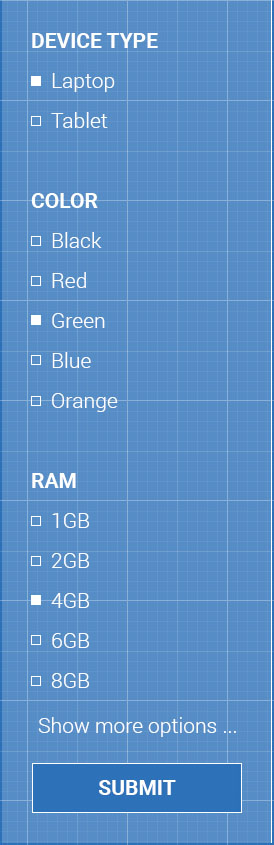 DEVICE TYPE
Laptop
Tablet
COLOR
Black
Red
Green
Blue
Orange
RAM
1GB
2GB
4GB
6GB
8GB
Show more options ...
SUBMIT